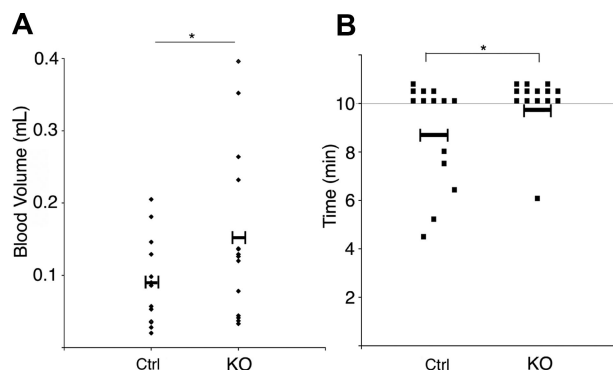 A
*
Blood Volume (mL)
0.4
0.3
0.2
0.1
Ctrl
KO
B
*
Time (min)
10
8
6
4
2
Ctrl
KO